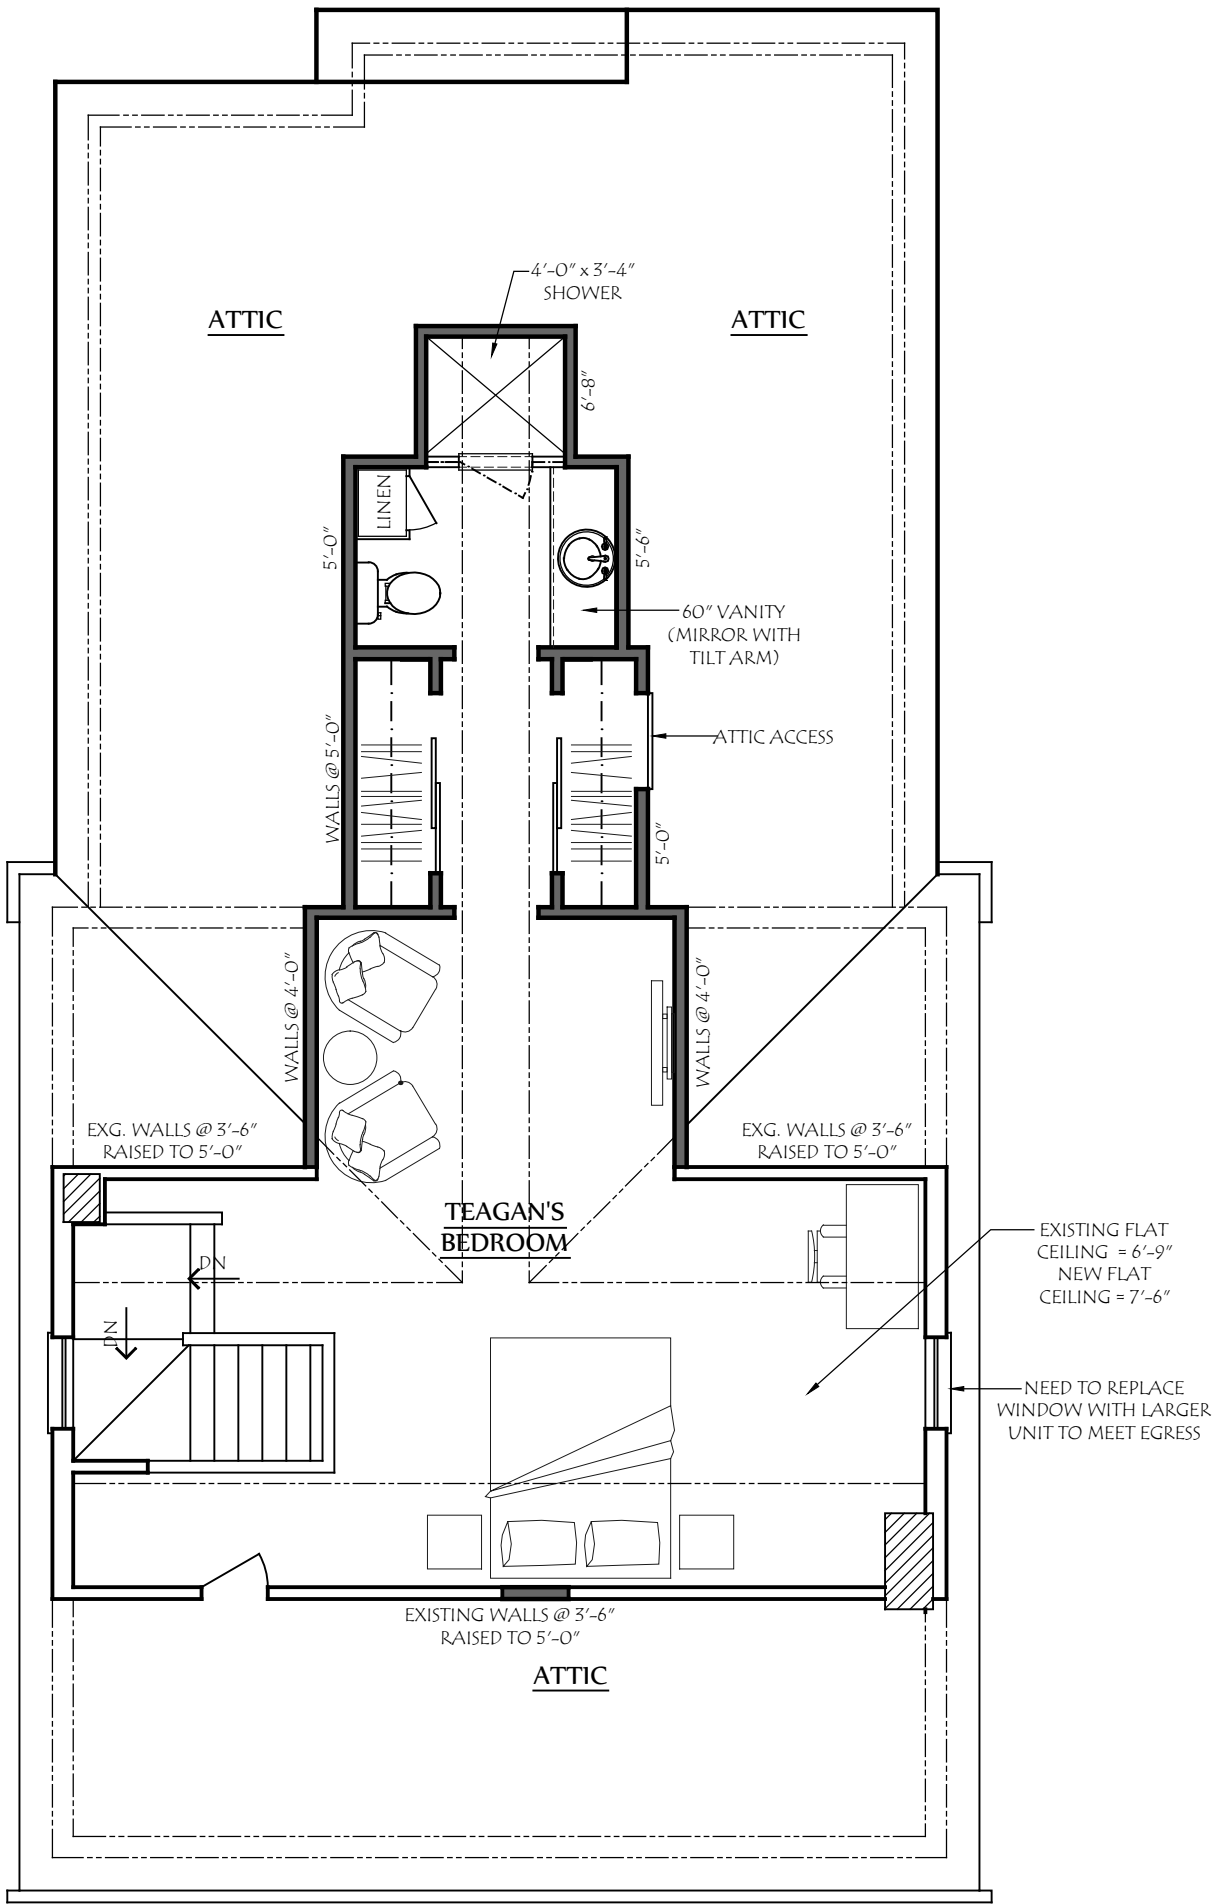 4'-0" x 3'-4"
SHOWER
ATTIC
ATTIC
6'-8"
LINEN
5'-0"
5'-6"
60" VANITY
(MIRROR WITH
TILT ARM)
WALLS @ 5'-0"
ATTIC ACCESS
5'-0"
WALLS @ 4'-0"
WALLS @ 4'-0"
EXG. WALLS @ 3'-6"
RAISED TO 5'-0"
EXG. WALLS @ 3'-6"
RAISED TO 5'-0"
TEAGAN'S
BEDROOM
EXISTING FLAT
CEILING = 6'-9"
NEW FLAT
CEILING = 7'-6"
DN
DN
NEED TO REPLACE
WINDOW WITH LARGER
UNIT TO MEET EGRESS
EXISTING WALLS @ 3'-6"
RAISED TO 5'-0"
ATTIC